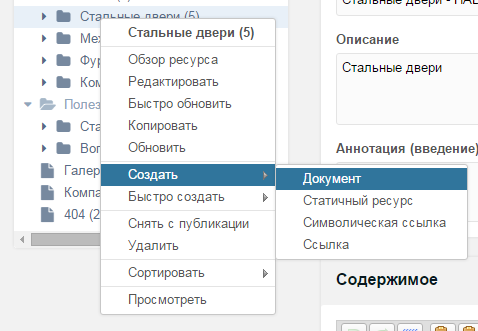 Стальные двери (5)
Стальные двери - НАШ
Описание
Стальные двери
Аннотация (введение)
Содержимое
Мех
Фур
Ком
Полез
Ста
Воп
Галер
Компа
404 (2
Стальные двери (5)
Обзор ресурса
Редактировать
Быстро обновить
Копировать
Обновить
Создать
Быстро создать
Снять с публикации
Удалить
Сортировать
Просмотреть
Документ
Статичный ресурс
Символическая ссылка
Ссылка